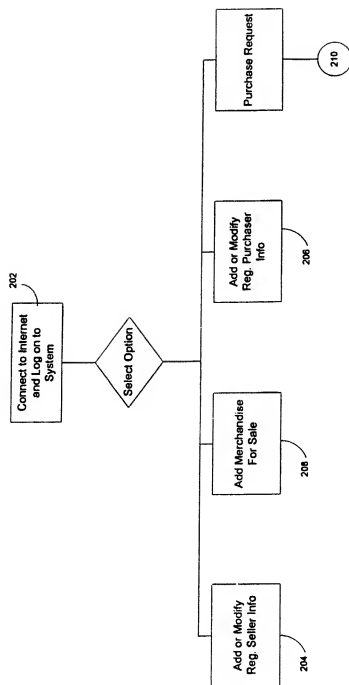 202
Connect to Internet
and Log on to
System
Select Option
Add or Modify
Reg. Seller Info
204
Add Merchandise
For Sale
208
Add or Modify
Reg. Purchaser
Info
206
Purchase Request
210